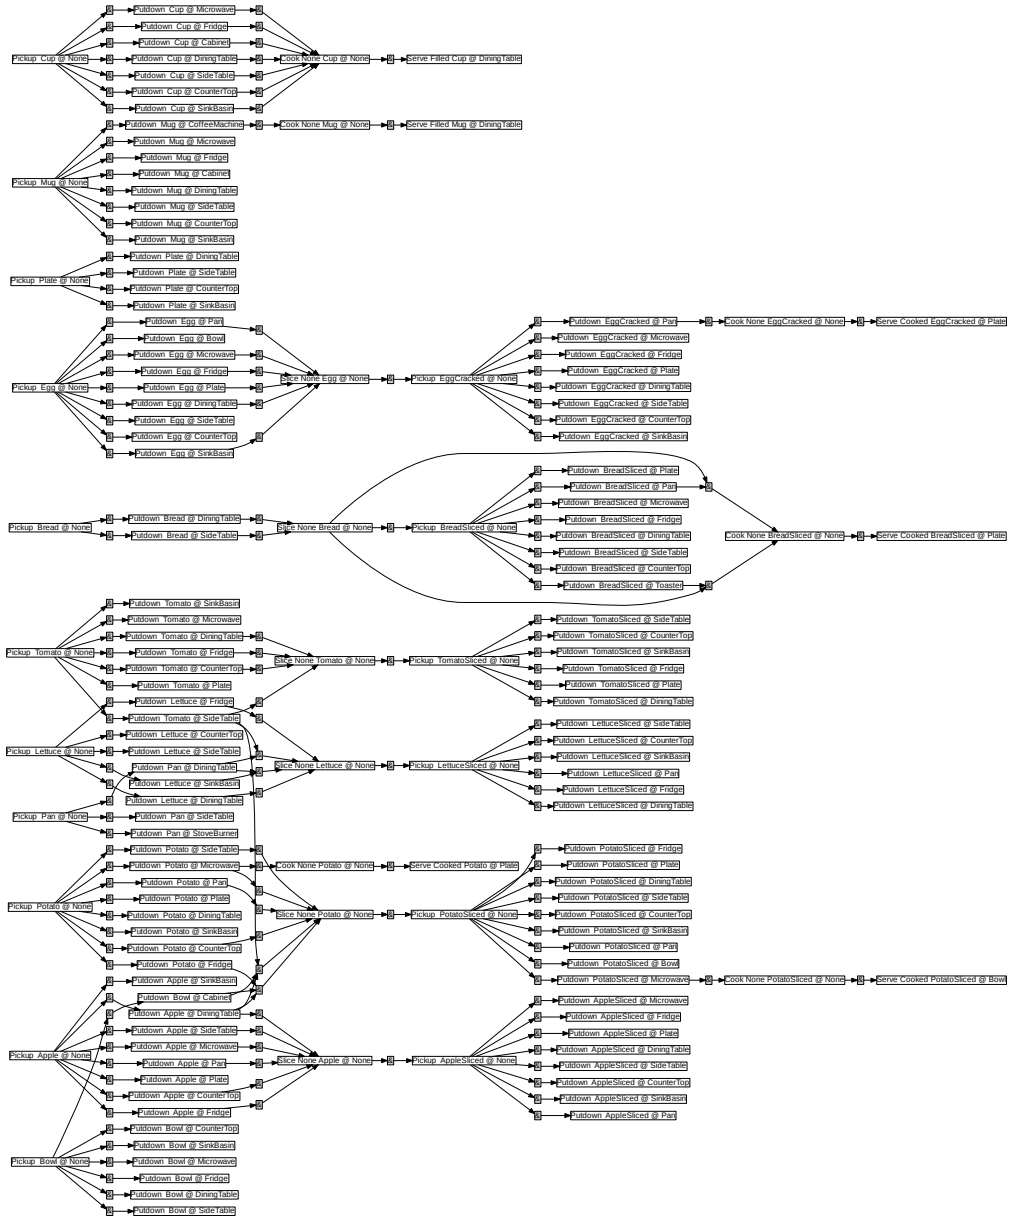 & Putdown  Cup @ Microwave &
& Putdown  Cup @ Fridge &
& Putdown  Cup @ Cabinet &
Pickup  Cup @ None & Putdown  Cup @ DiningTable & Cook None Cup @ None & Serve Filled Cup @ DiningTable
& Putdown  Cup @ SideTable &
& Putdown  Cup @ CounterTop &
& Putdown  Cup @ SinkBasin &
& Putdown  Mug @ CoffeeMachine & Cook None Mug @ None & Serve Filled Mug @ DiningTable
& Putdown  Mug @ Microwave
& Putdown  Mug @ Fridge
& Putdown  Mug @ Cabinet
Pickup  Mug @ None
& Putdown  Mug @ DiningTable
& Putdown  Mug @ SideTable
& Putdown  Mug @ CounterTop
& Putdown  Mug @ SinkBasin
& Putdown  Plate @ DiningTable
& Putdown  Plate @ SideTable
Pickup  Plate @ None
& Putdown  Plate @ CounterTop
& Putdown  Plate @ SinkBasin
& Putdown  Egg @ Pan & & Putdown  EggCracked @ Pan & Cook None EggCracked @ None & Serve Cooked EggCracked @ Plate
& Putdown  Egg @ Bowl & Putdown  EggCracked @ Microwave
& Putdown  Egg @ Microwave & & Putdown  EggCracked @ Fridge
& Putdown  Egg @ Fridge & & Putdown  EggCracked @ Plate
Slice None Egg @ None & Pickup  EggCracked @ None
Pickup  Egg @ None & Putdown  Egg @ Plate & & Putdown  EggCracked @ DiningTable
& Putdown  Egg @ DiningTable & & Putdown  EggCracked @ SideTable
& Putdown  Egg @ SideTable & Putdown  EggCracked @ CounterTop
& Putdown  Egg @ CounterTop & & Putdown  EggCracked @ SinkBasin
& Putdown  Egg @ SinkBasin
& Putdown  BreadSliced @ Plate
& Putdown  BreadSliced @ Pan &
& Putdown  BreadSliced @ Microwave
& Putdown  Bread @ DiningTable & & Putdown  BreadSliced @ Fridge
Pickup  Bread @ None Slice None Bread @ None & Pickup  BreadSliced @ None
& Putdown  Bread @ SideTable & & Putdown  BreadSliced @ DiningTable Cook None BreadSliced @ None & Serve Cooked BreadSliced @ Plate
& Putdown  BreadSliced @ SideTable
& Putdown  BreadSliced @ CounterTop
& Putdown  BreadSliced @ Toaster &
& Putdown  Tomato @ SinkBasin
& Putdown  Tomato @ Microwave & Putdown  TomatoSliced @ SideTable
& Putdown  Tomato @ DiningTable & & Putdown  TomatoSliced @ CounterTop
Pickup  Tomato @ None & Putdown  Tomato @ Fridge & & Putdown  TomatoSliced @ SinkBasin
Slice None Tomato @ None & Pickup  TomatoSliced @ None
& Putdown  Tomato @ CounterTop & & Putdown  TomatoSliced @ Fridge
& Putdown  Tomato @ Plate & Putdown  TomatoSliced @ Plate
& Putdown  Lettuce @ Fridge & & Putdown  TomatoSliced @ DiningTable
& Putdown  Tomato @ SideTable & & Putdown  LettuceSliced @ SideTable
& Putdown  Lettuce @ CounterTop & Putdown  LettuceSliced @ CounterTop
Pickup  Lettuce @ None & Putdown  Lettuce @ SideTable & & Putdown  LettuceSliced @ SinkBasin
& Putdown  Pan @ DiningTable & Slice None Lettuce @ None & Pickup  LettuceSliced @ None & Putdown  LettuceSliced @ Pan
& Putdown  Lettuce @ SinkBasin & & Putdown  LettuceSliced @ Fridge
& Putdown  Lettuce @ DiningTable & Putdown  LettuceSliced @ DiningTable
Pickup  Pan @ None & Putdown  Pan @ SideTable
& Putdown  Pan @ StoveBurner
& Putdown  Potato @ SideTable & & Putdown  PotatoSliced @ Fridge
& Putdown  Potato @ Microwave & Cook None Potato @ None & Serve Cooked Potato @ Plate & Putdown  PotatoSliced @ Plate
& Putdown  Potato @ Pan & & Putdown  PotatoSliced @ DiningTable
& Putdown  Potato @ Plate & Putdown  PotatoSliced @ SideTable
Pickup  Potato @ None &
& Putdown  Potato @ DiningTable Slice None Potato @ None & Pickup  PotatoSliced @ None & Putdown  PotatoSliced @ CounterTop
& Putdown  Potato @ SinkBasin & & Putdown  PotatoSliced @ SinkBasin
& Putdown  Potato @ CounterTop & Putdown  PotatoSliced @ Pan
& Putdown  Potato @ Fridge & & Putdown  PotatoSliced @ Bowl
& Putdown  Apple @ SinkBasin & & Putdown  PotatoSliced @ Microwave & Cook None PotatoSliced @ None & Serve Cooked PotatoSliced @ Bowl
& Putdown  Bowl @ Cabinet & Putdown  AppleSliced @ Microwave
& Putdown  Apple @ DiningTable & & Putdown  AppleSliced @ Fridge
& Putdown  Apple @ SideTable & & Putdown  AppleSliced @ Plate
& Putdown  Apple @ Microwave & & Putdown  AppleSliced @ DiningTable
Pickup  Apple @ None
& Putdown  Apple @ Pan & Slice None Apple @ None & Pickup  AppleSliced @ None & Putdown  AppleSliced @ SideTable
& Putdown  Apple @ Plate & & Putdown  AppleSliced @ CounterTop
& Putdown  Apple @ CounterTop & Putdown  AppleSliced @ SinkBasin
& Putdown  Apple @ Fridge & & Putdown  AppleSliced @ Pan
& Putdown  Bowl @ CounterTop
& Putdown  Bowl @ SinkBasin
Pickup  Bowl @ None & Putdown  Bowl @ Microwave
& Putdown  Bowl @ Fridge
& Putdown  Bowl @ DiningTable
& Putdown  Bowl @ SideTable